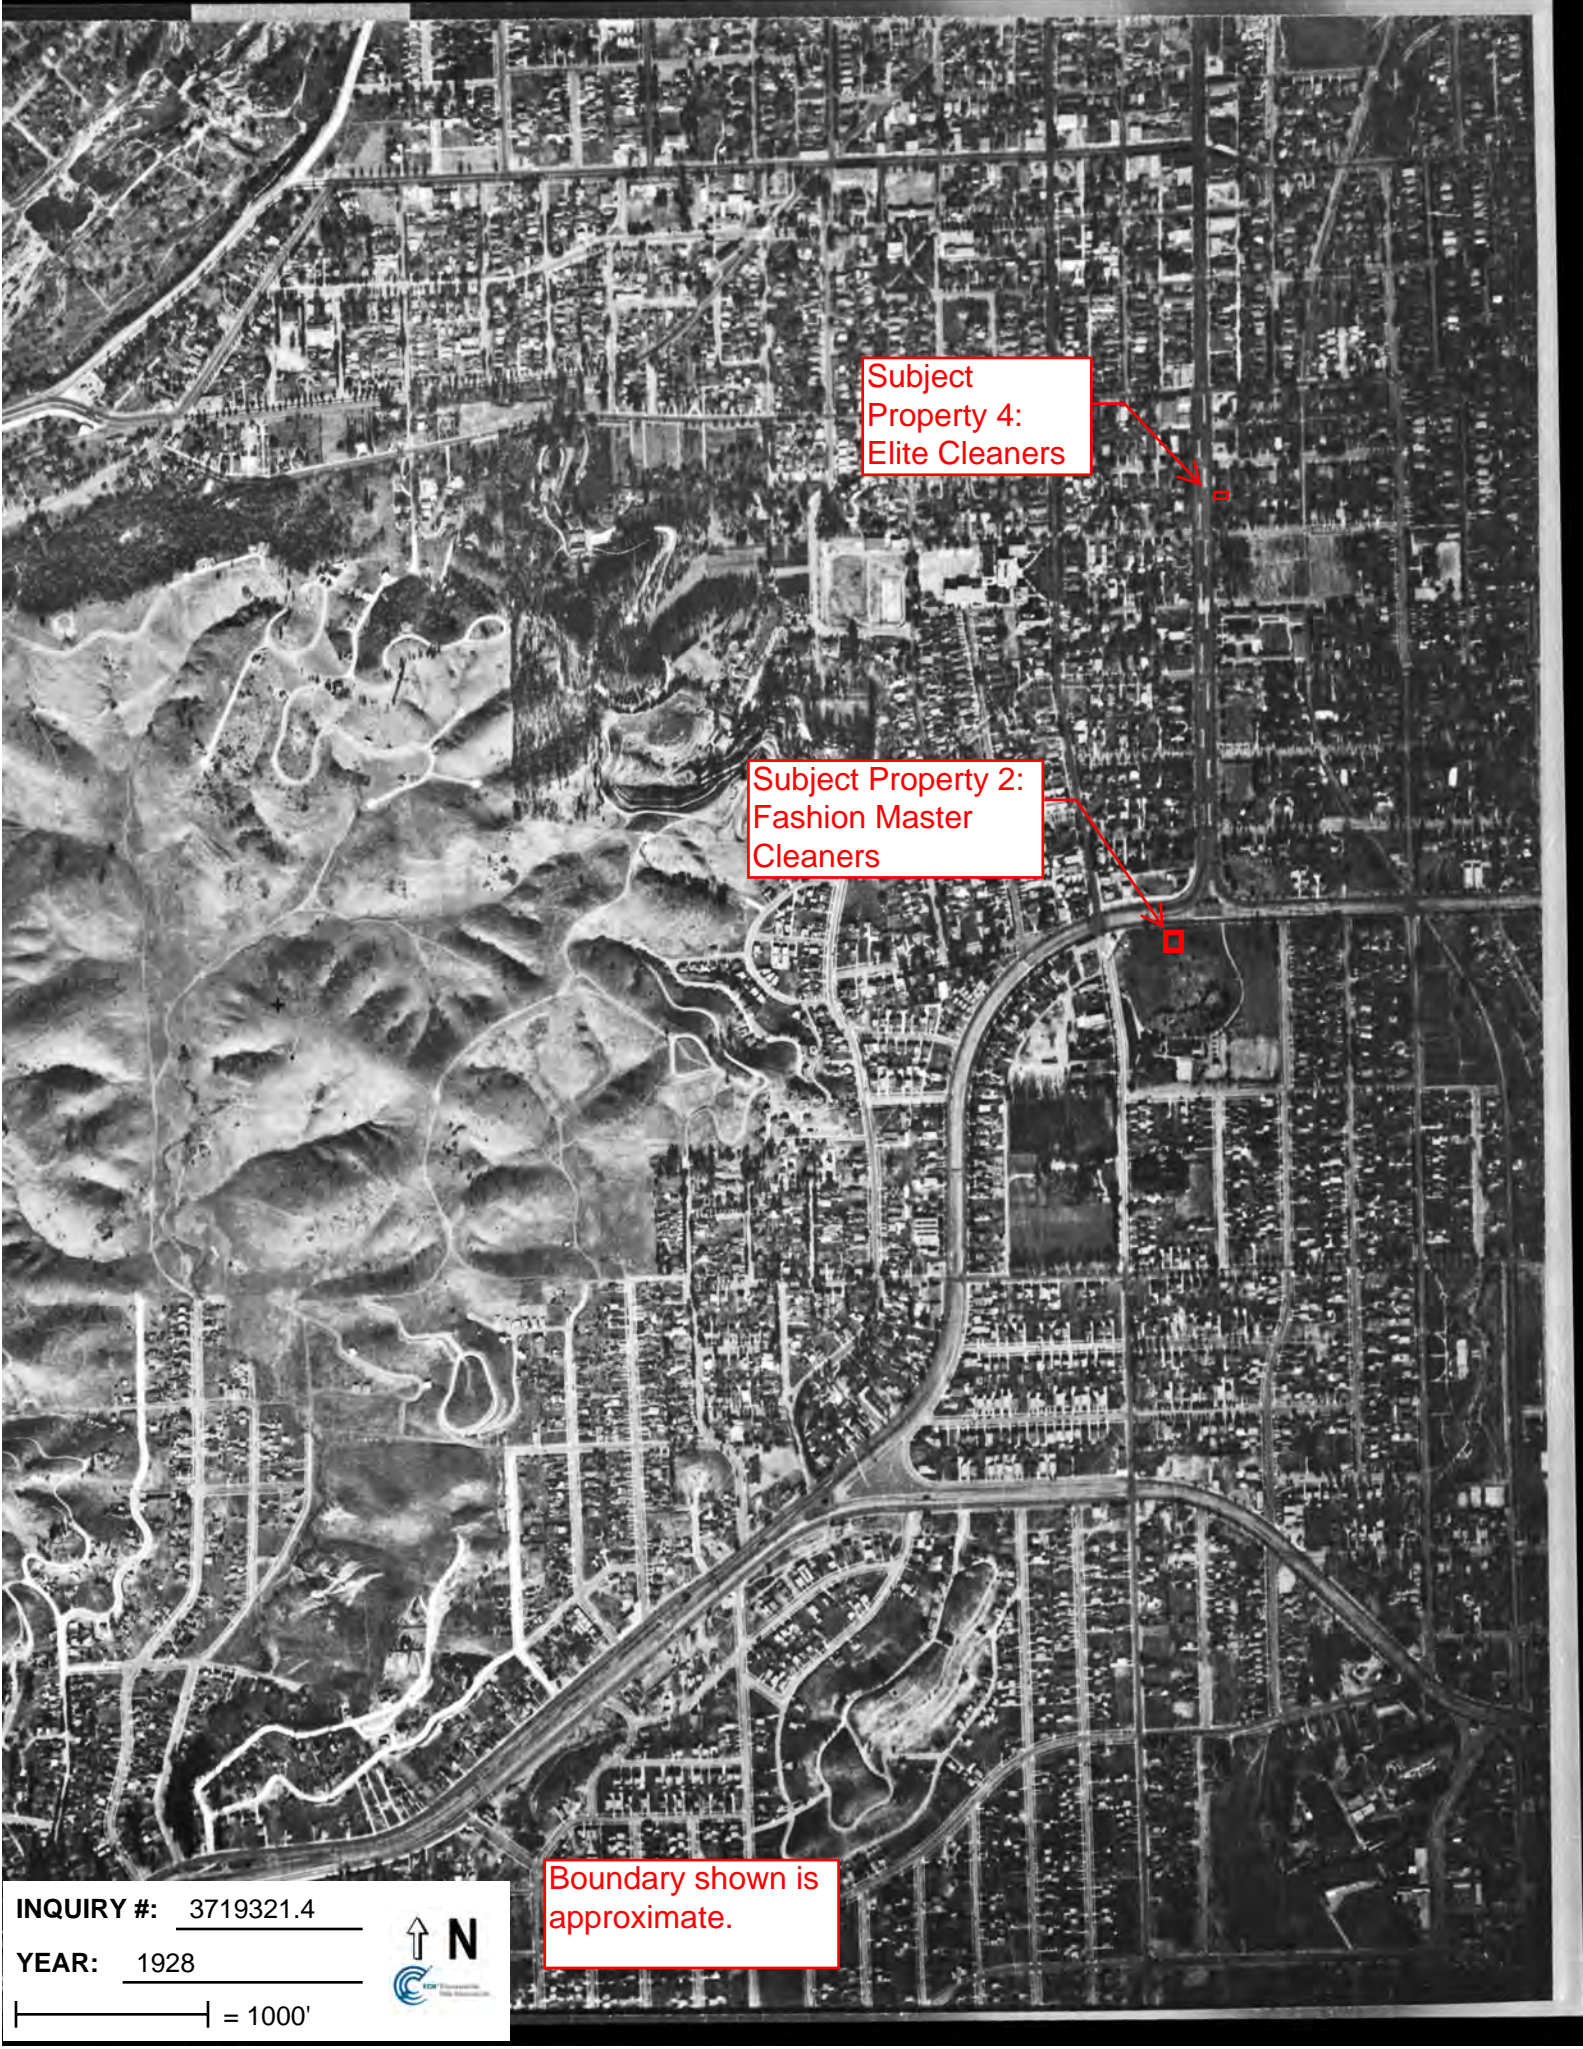 Subject
Property 4:
Elite Cleaners
Subject Property 2:
Fashion Master
Cleaners
Boundary shown is
approximate.
INQUIRY #: 3719321.4
YEAR: 1928
= 1000'
N
EDR